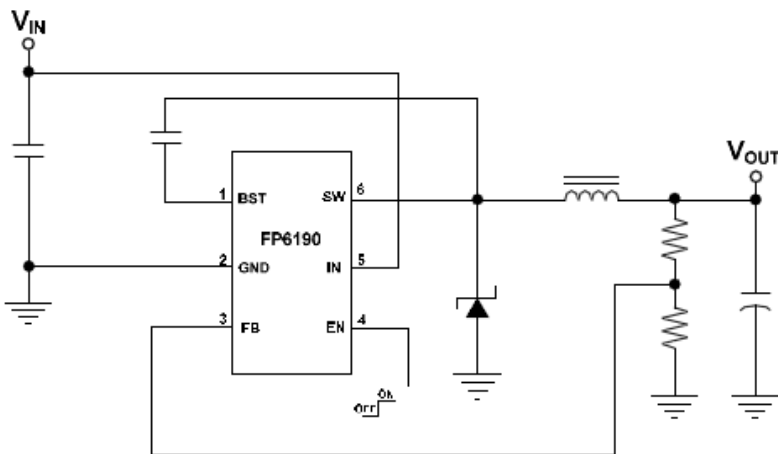 VIN
VOUT
1 BST SW 6
FP6190
2 GND IN 5
3 FB EN 4
ON
OFF